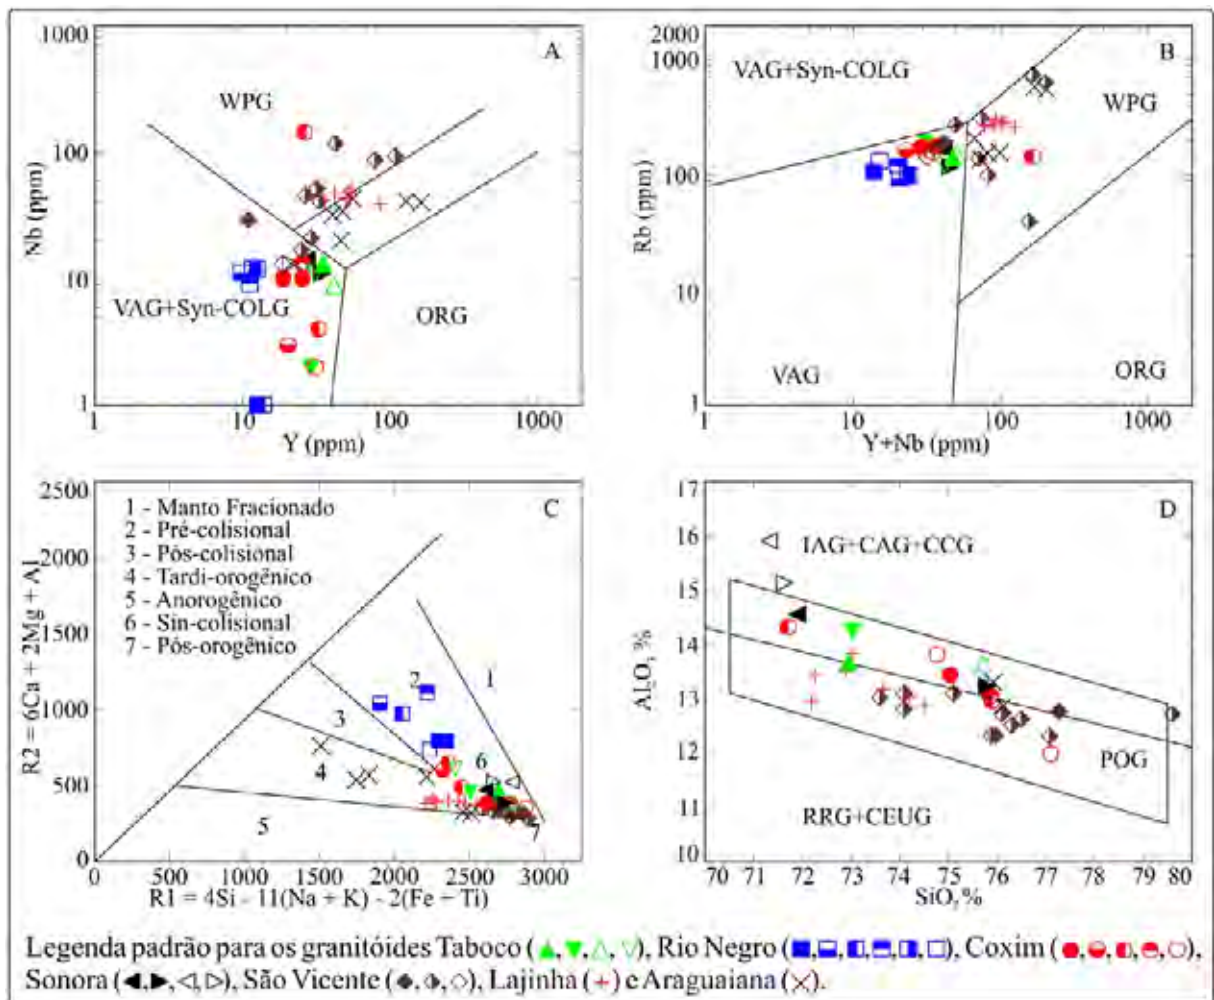 1000
A
WPG
Nb (ppm)
100
10
VAG+Syn-COLG
ORG
1
1
10
100
1000
Y (ppm)
2000
1000
B
VAG+Syn-COLG
WPG
Rb (ppm)
100
10
VAG
ORG
1
1
10
100
1000
Y+Nb (ppm)
2500
C
1 - Manto Fracionado
2 - Pré-colisional
3 - Pós-colisional
4 - Tardi-orogênico
5 - Anorogênico
6 - Sin-colisional
7 - Pós-orogênico
R2 = 6Ca + 2Mg + Al
2000
1500
1000
500
0
2
1
3
6
4
5
7
0
500
1000
1500
2000
2500
3000
R1 = 4Si - 11(Na + K) - 2(Fe + Ti)
17
D
16
IAG+CAG+CCG
15
Al2O3 %
14
13
12
POG
11
RRG+CEUG
10
70
71
72
73
74
75
76
77
78
79
80
SiO2 %
Legenda padrão para os granitóides Taboco (▲,▼,△,▽), Rio Negro (■,⬓,◧,⬒,◨,□), Coxim (●,◒,◐,◓,○),
Sonora (◀,▶,◁,▷), São Vicente (◆,⬗,◇), Lajinha (+) e Araguaiana (×).